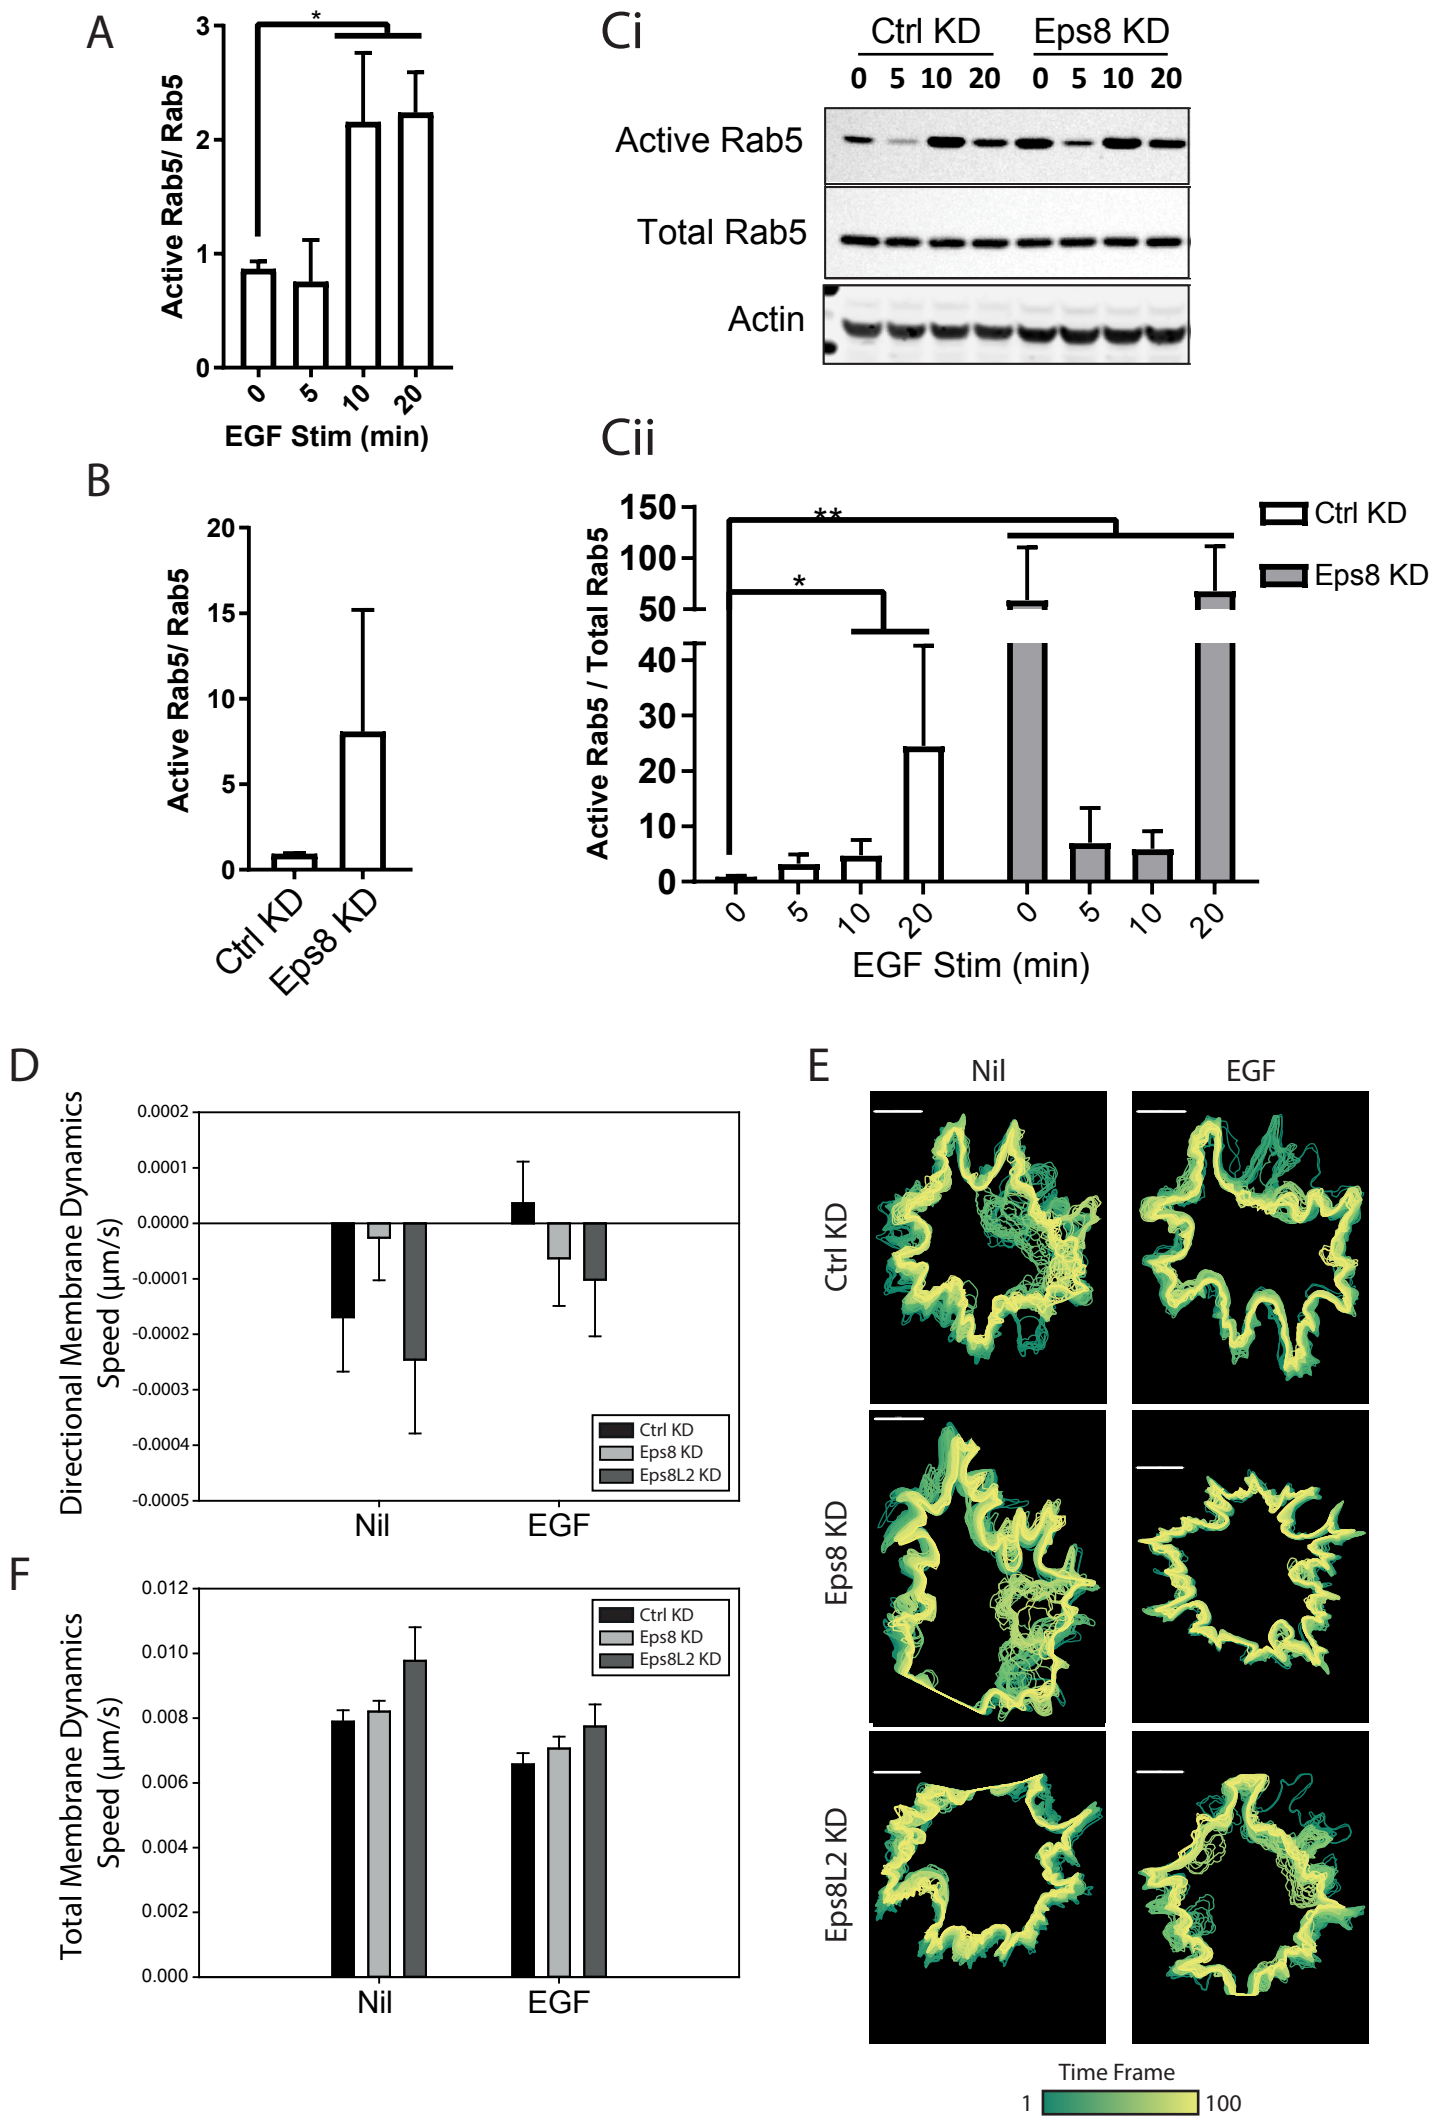 A
3
2
1
0
*
Active Rab5/ Rab5
0
5
10
20
EGF Stim (min)
Ci
Ctrl KD
Eps8 KD
0 5 10 20 0 5 10 20
Active Rab5
Total Rab5
Actin
B
20
15
10
5
0
Active Rab5/ Rab5
Ctrl KD
Eps8 KD
Cii
150
100
50
40
30
20
10
0
**
*
Active Rab5 / Total Rab5
0
5
10
20
0
5
10
20
EGF Stim (min)
Ctrl KD
Eps8 KD
D
Directional Membrane Dynamics
Speed (µm/s)
0.0002
0.0001
0.0000
-0.0001
-0.0002
-0.0003
-0.0004
-0.0005
Ctrl KD
Eps8 KD
Eps8L2 KD
Nil
EGF
E
Nil
EGF
Ctrl KD
Eps8 KD
Eps8L2 KD
Time Frame
1
100
F
Total Membrane Dynamics
Speed (µm/s)
0.012
0.010
0.008
0.006
0.004
0.002
0.000
Ctrl KD
Eps8 KD
Eps8L2 KD
Nil
EGF